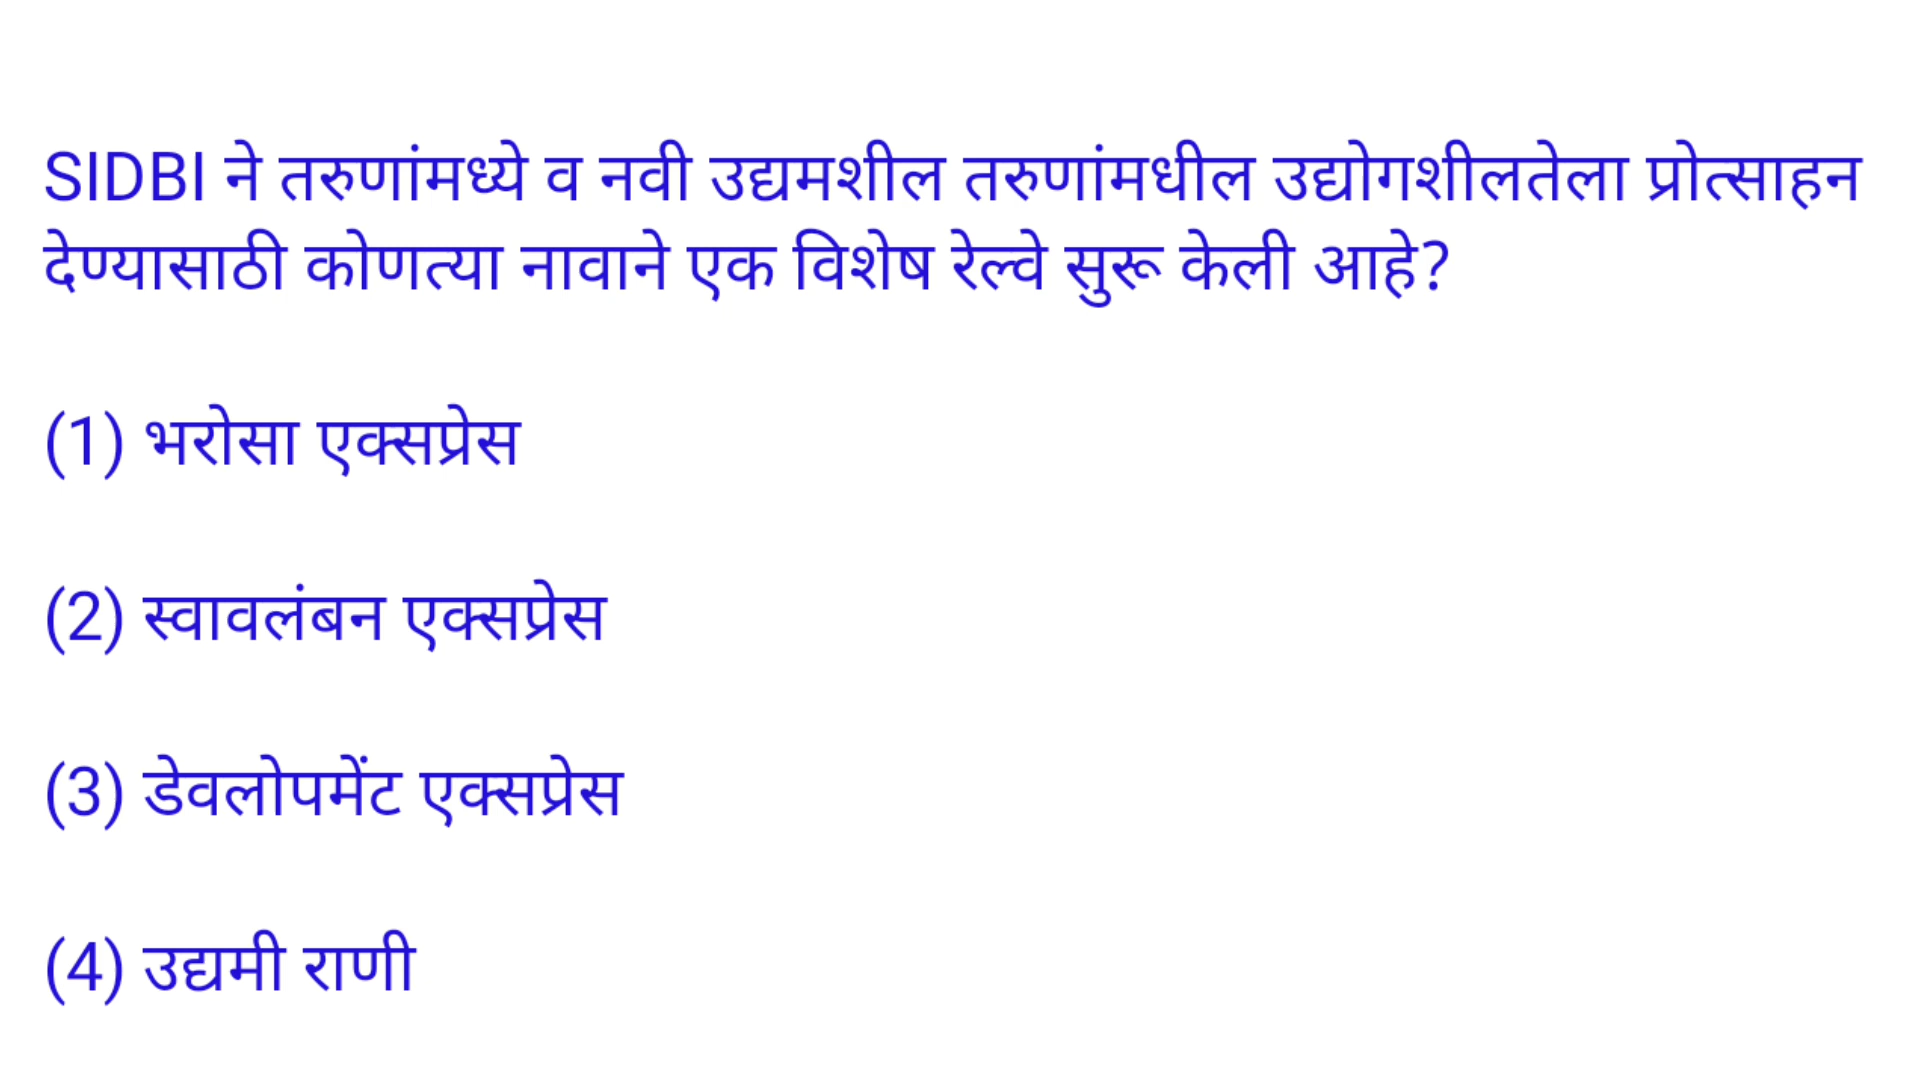 SIDBI ने तरुणांमध्ये व नवी उद्यमशील तरुणांमधील उद्योगशीलतेला प्रोत्साहन
देण्यासाठी कोणत्या नावाने एक विशेष रेल्वे सुरू केली आहे?
(1) भरोसा एक्सप्रेस
(2) स्वावलंबन एक्सप्रेस
(3) डेवलोपमेंट एक्सप्रेस
(4) उद्यमी राणी